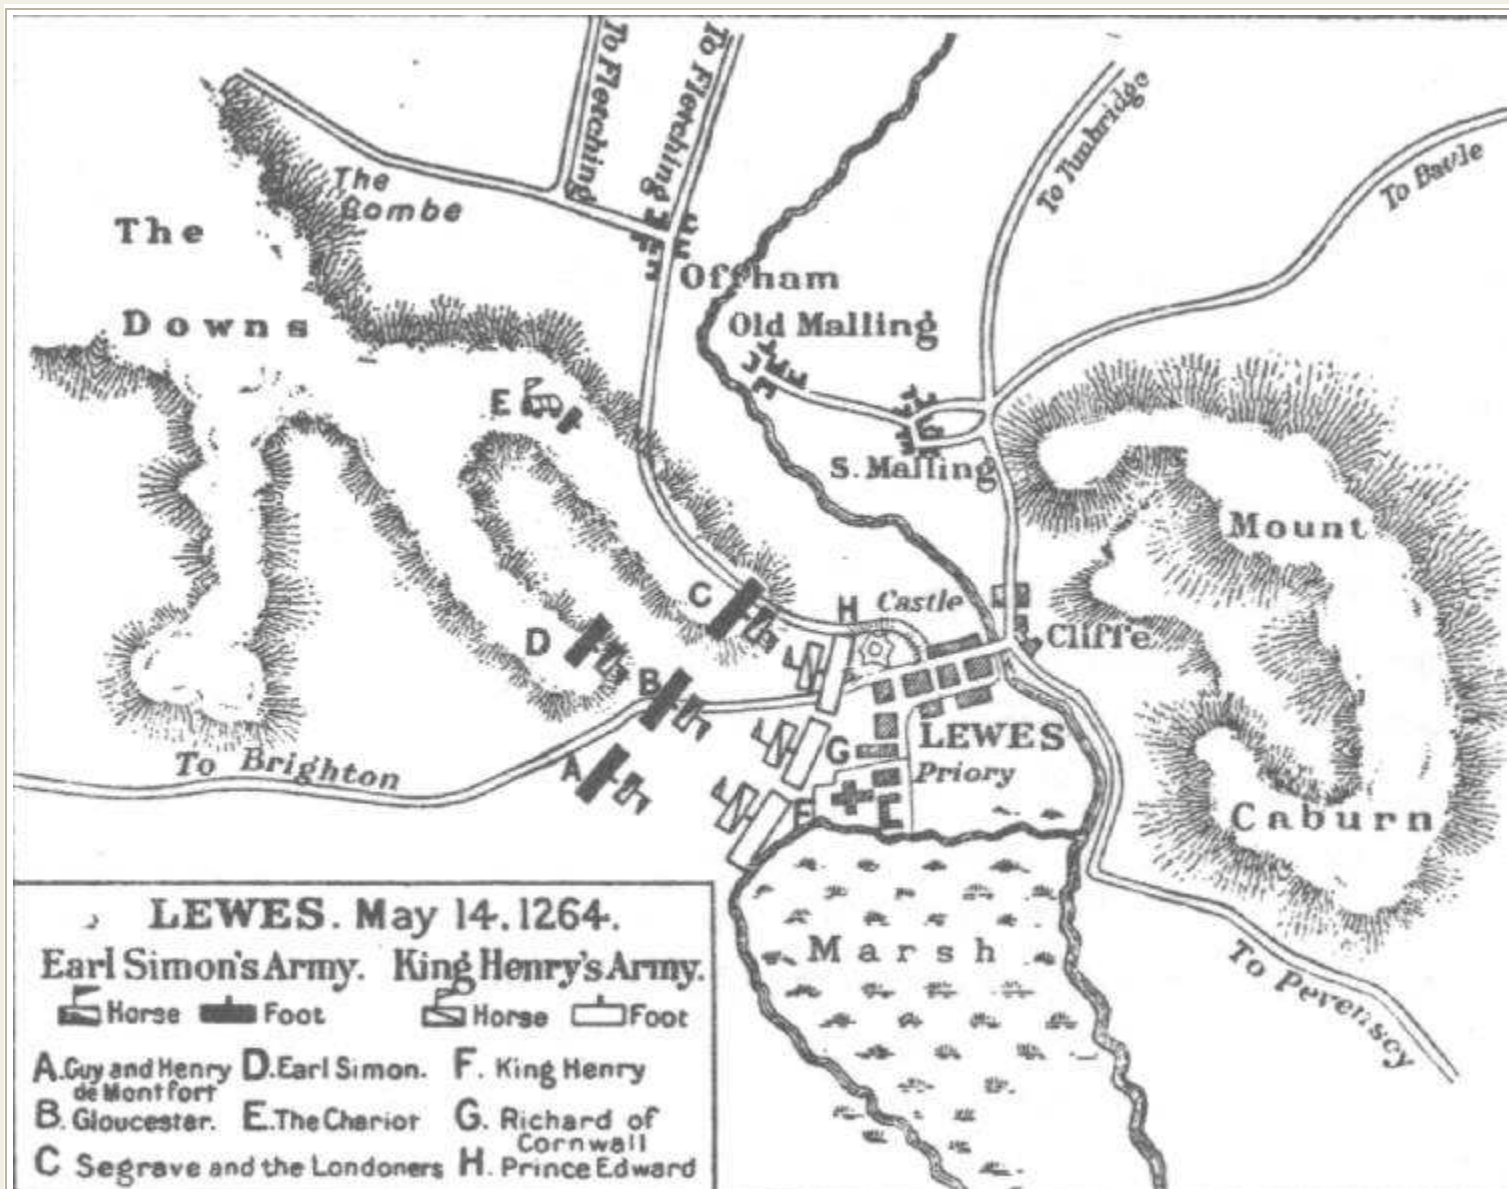 To Fletching
To Fletching
To Tunbridge
To Battle
The
Combe
The
Downs
Offham
Old Malling
E
S. Malling
Mount
C
H
Castle
D
Cliffe
B
LEWES
G
Priory
A
To Brighton
F
Caburn
Marsh
To Pevensey
LEWES. May 14. 1264.
Earl Simon's Army. King Henry's Army.
Horse Foot Horse Foot
A. Guy and Henry de Montfort D. Earl Simon. F. King Henry
B. Gloucester. E. The Chariot G. Richard of Cornwall
C Segrave and the Londoners H. Prince Edward